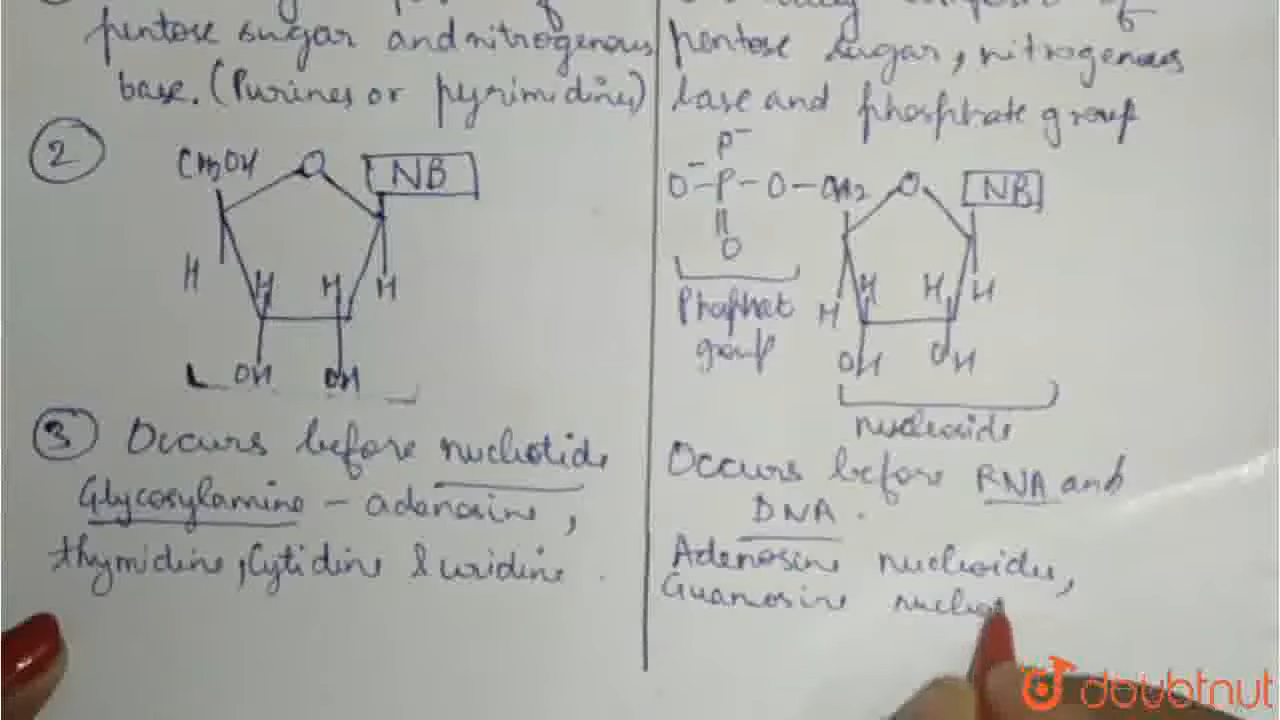 pentose sugar and nitrogenous
base. (Purines or pyrimidines)
②
CH2OH O NB
H H H H
OH OH
③ Occurs before nucleotide
Glycosylamine - adenosine,
thymidine, Cytidine & uridine.
pentose sugar, nitrogenous
base and phosphate group
P⁻
O⁻-P-O-CH2 O NB
O
H H H H
OH OH
Phosphat
group
nucleoside
Occurs before RNA and
DNA.
Adenosine nucleoide,
Guanosine
doubtnut